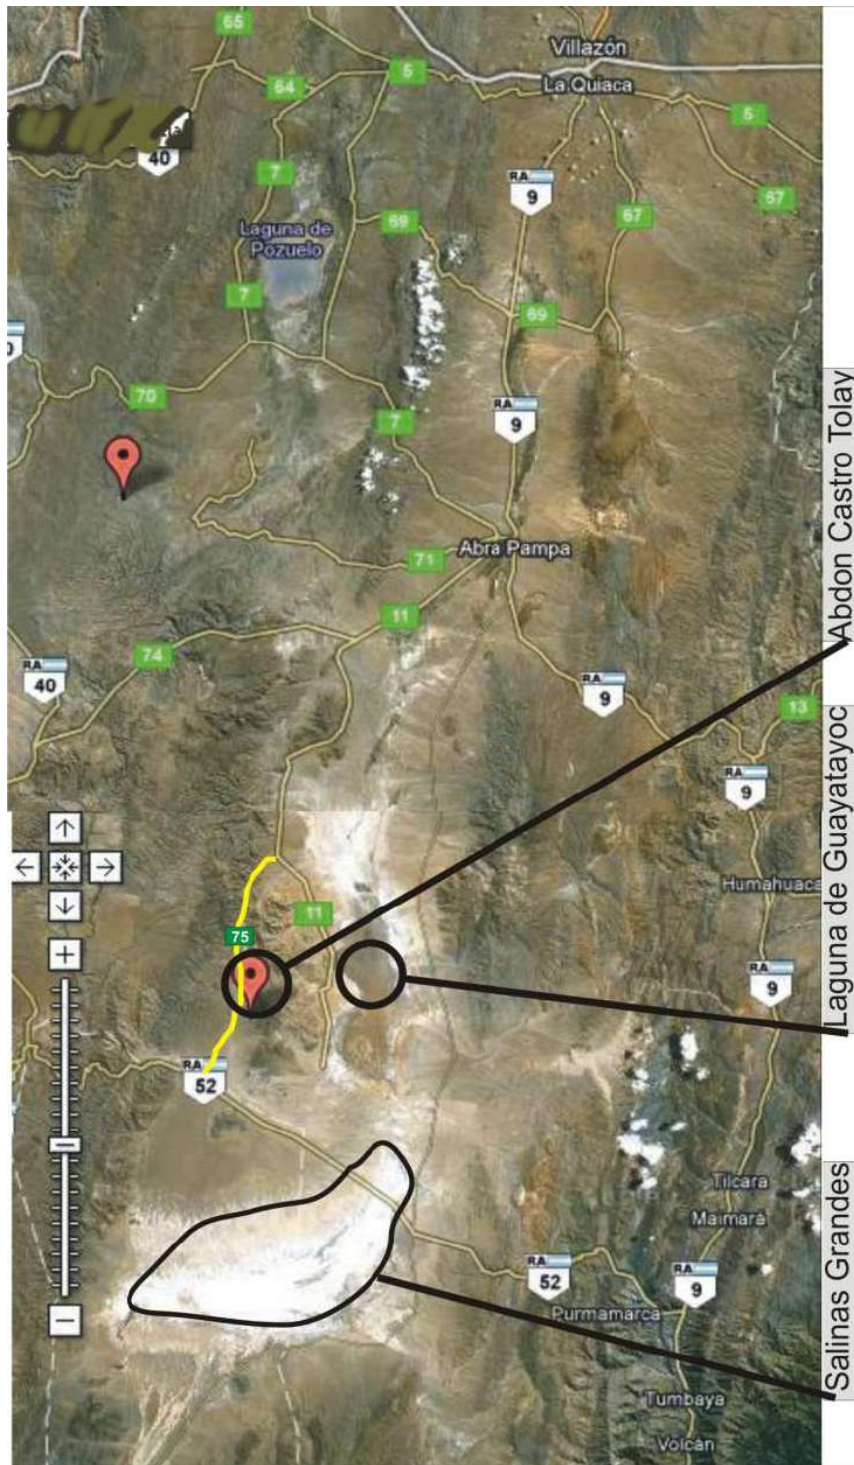 65
Villazón
5
La Quiaca
64
5
40
7
RA
9
67
67
69
Laguna de
Pozuelo
7
69
70
RA
9
7
Abra Pampa
71
11
74
RA
40
RA
9
13
RA
9
Humahuaca
11
75
RA
9
RA
52
Tilcara
Maimará
RA
52
RA
9
Purmamarca
Tumbaya
Volcán
Abdon Castro Tolay
Laguna de Guayatayoc
Salinas Grandes